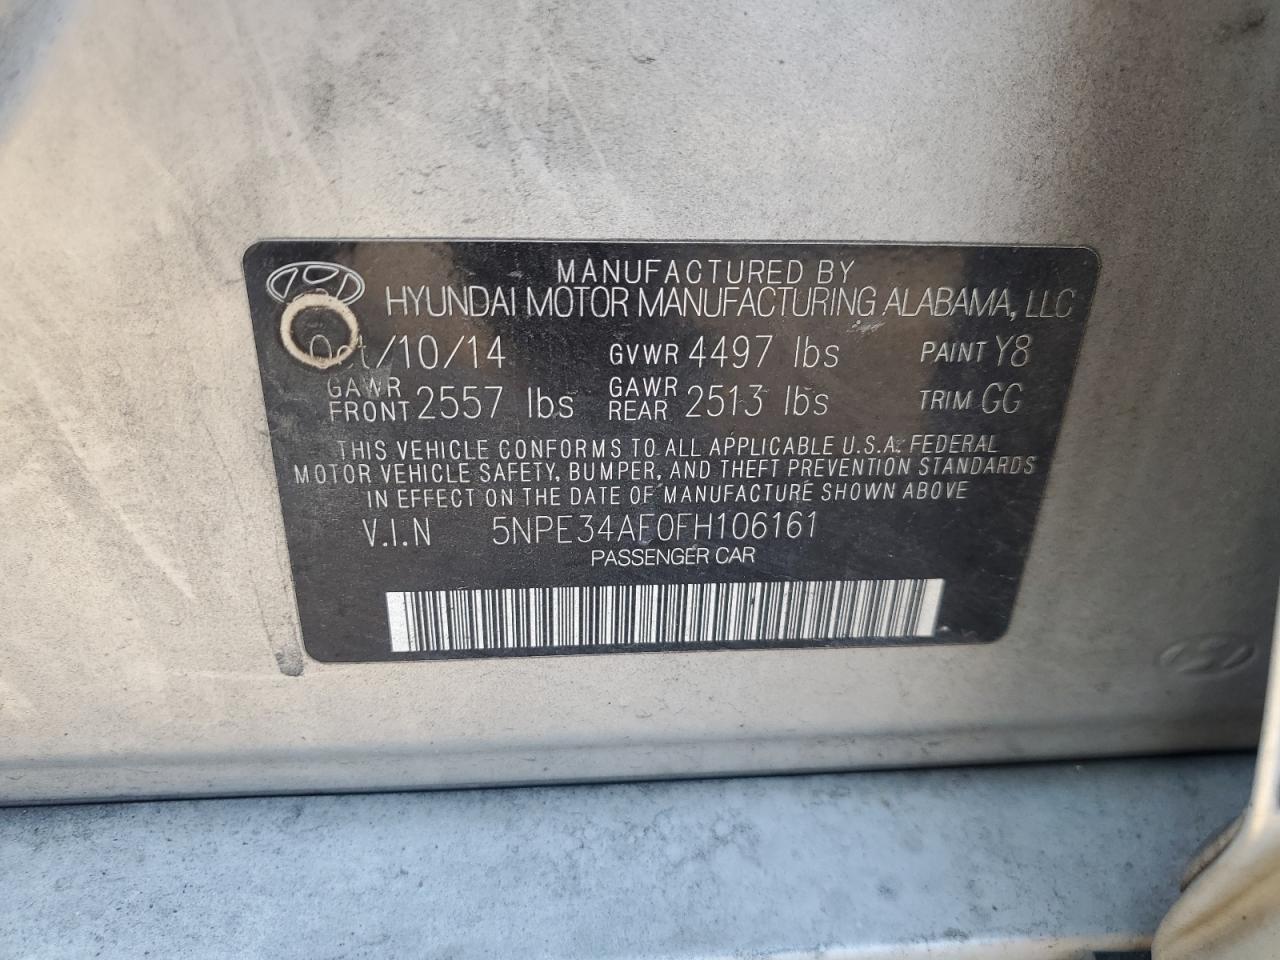 MANUFACTURED BY
HYUNDAI MOTOR MANUFACTURING ALABAMA, LLC
Oct/10/14 GVWR 4497 lbs PAINT Y8
GAWR FRONT 2557 lbs GAWR REAR 2513 lbs TRIM GG
THIS VEHICLE CONFORMS TO ALL APPLICABLE U.S.A. FEDERAL
MOTOR VEHICLE SAFETY, BUMPER, AND THEFT PREVENTION STANDARDS
IN EFFECT ON THE DATE OF MANUFACTURE SHOWN ABOVE
V.I.N 5NPE34AF0FH106161
PASSENGER CAR